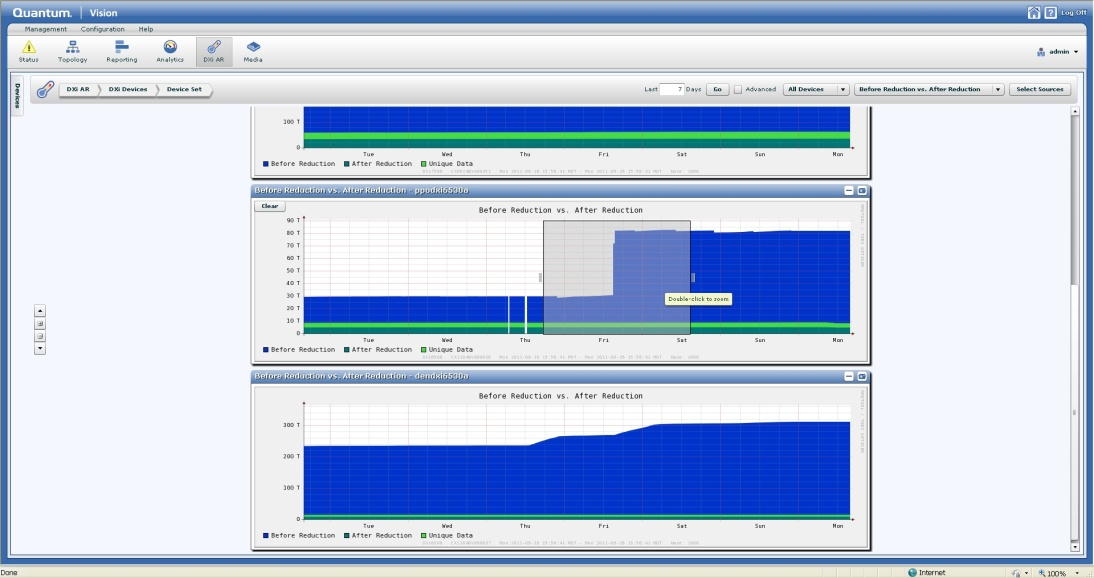 Quantum. Vision
Log Off
Management Configuration Help
Status Topology Reporting Analytics DXi AR Media
admin
Devices
DXi AR DXi Devices Device Set
Last 7 Days Go Advanced All Devices Before Reduction vs. After Reduction Select Sources
100 T
0
Tue Wed Thu Fri Sat Sun Mon
Before Reduction After Reduction Unique Data
Before Reduction vs. After Reduction - ppodxi6530a
Clear
Before Reduction vs. After Reduction
90 T
80 T
70 T
60 T
50 T
40 T
30 T
20 T
10 T
0
Double-click to zoom
Tue Wed Thu Fri Sat Sun Mon
Before Reduction After Reduction Unique Data
Before Reduction vs. After Reduction - dendxi6530a
Before Reduction vs. After Reduction
300 T
200 T
100 T
0
Tue Wed Thu Fri Sat Sun Mon
Before Reduction After Reduction Unique Data
Done
Internet
100%